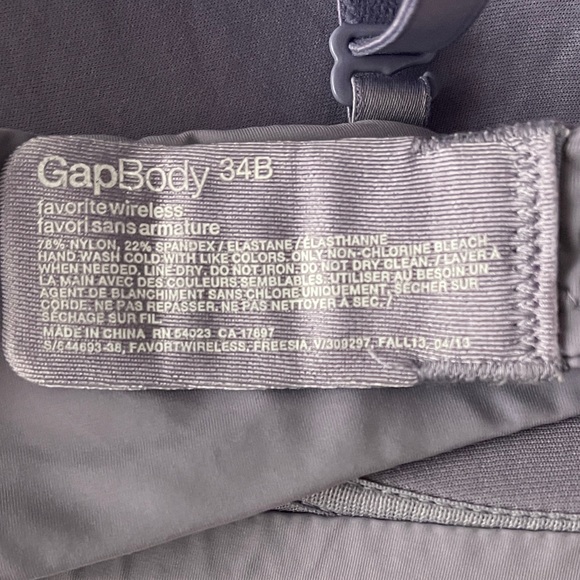 GapBody 34B
favorite wireless
favori sans armature
78% NYLON, 22% SPANDEX / ELASTANE / ÉLASTHANNE
HAND WASH COLD WITH LIKE COLORS. ONLY NON-CHLORINE BLEACH
WHEN NEEDED. LINE-DRY. DO NOT IRON. DO NOT DRY CLEAN. / LAVER À
LA MAIN AVEC DES COULEURS SEMBLABLES. UTILISER AU BESOIN UN
AGENT DE BLANCHIMENT SANS CHLORE UNIQUEMENT. SÉCHER SUR
CORDE. NE PAS REPASSER. NE PAS NETTOYER À SEC. /
SÉCHAGE SUR FIL
MADE IN CHINA RN 54023 CA 17897
S/644693-36, FAVORTWIRELESS, FREESIA, V/309297, FALL13, 04/13